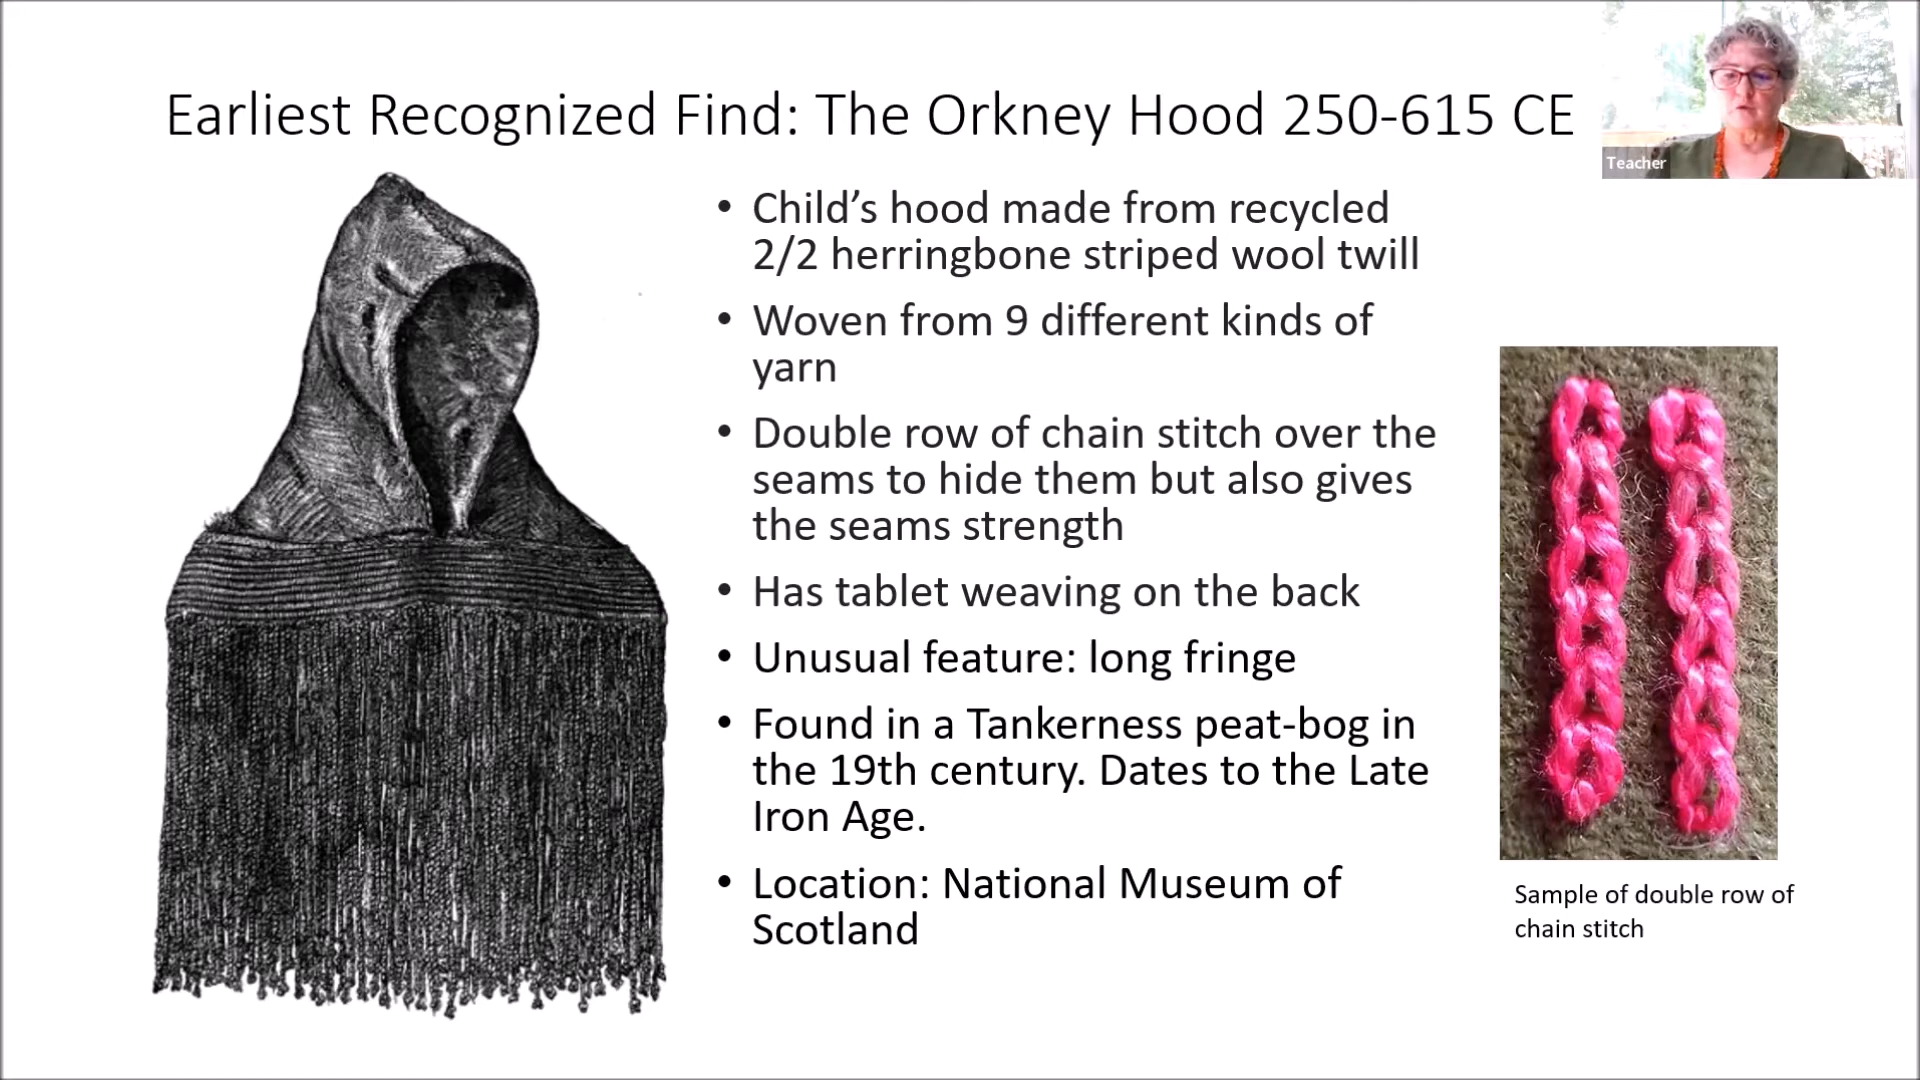 Earliest Recognized Find: The Orkney Hood 250-615 CE
Teacher
• Child’s hood made from recycled
2/2 herringbone striped wool twill
• Woven from 9 different kinds of
yarn
• Double row of chain stitch over the
seams to hide them but also gives
the seams strength
• Has tablet weaving on the back
• Unusual feature: long fringe
• Found in a Tankerness peat-bog in
the 19th century. Dates to the Late
Iron Age.
• Location: National Museum of
Scotland
Sample of double row of
chain stitch